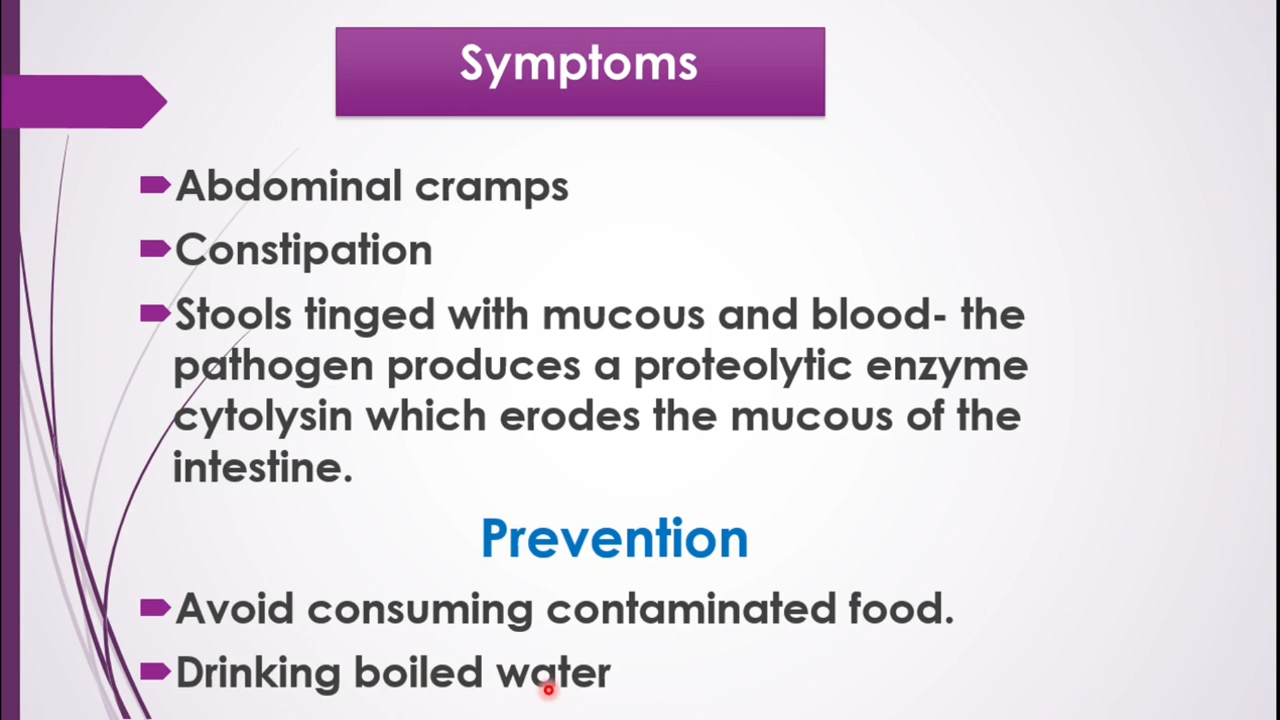 Symptoms
Abdominal cramps
Constipation
Stools tinged with mucous and blood- the
pathogen produces a proteolytic enzyme
cytolysin which erodes the mucous of the
intestine.
Prevention
Avoid consuming contaminated food.
Drinking boiled water